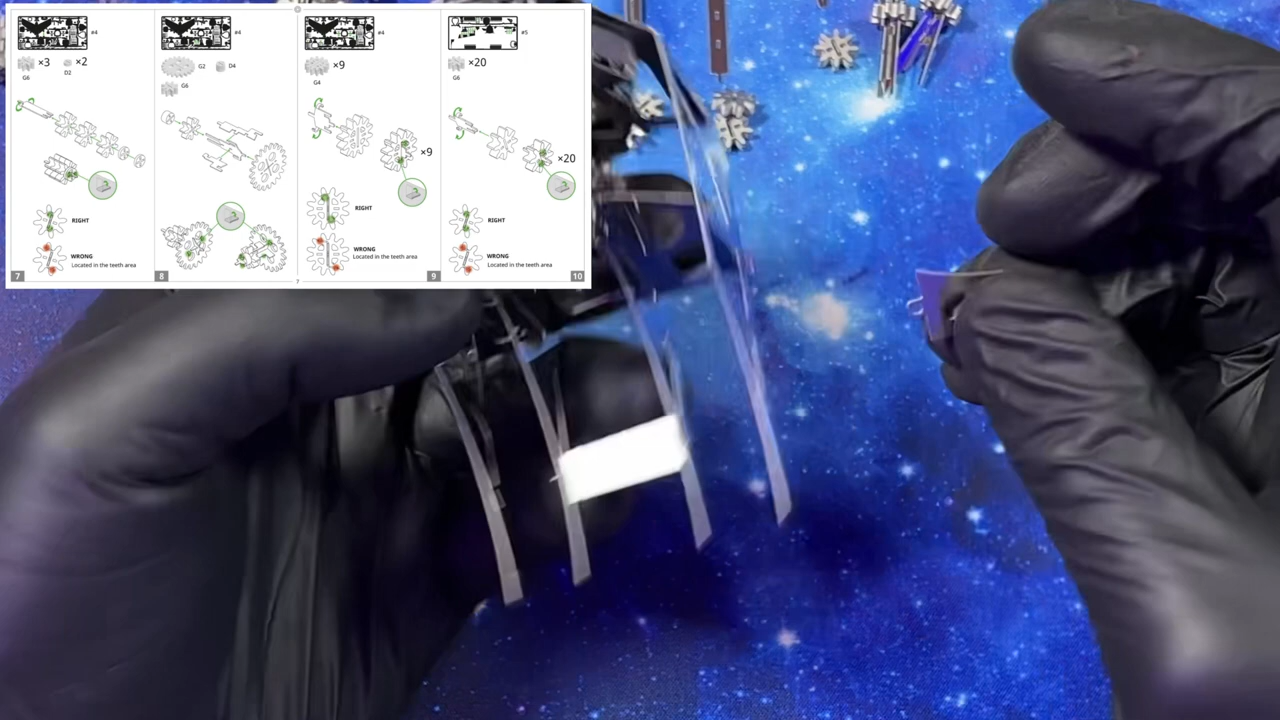 #4
×3
×2
G6
D2
RIGHT
WRONG
Located in the teeth area
7
#4
G2
D4
G6
8
#4
×9
G4
×9
RIGHT
WRONG
Located in the teeth area
9
#5
×20
G6
×20
RIGHT
WRONG
Located in the teeth area
10
7